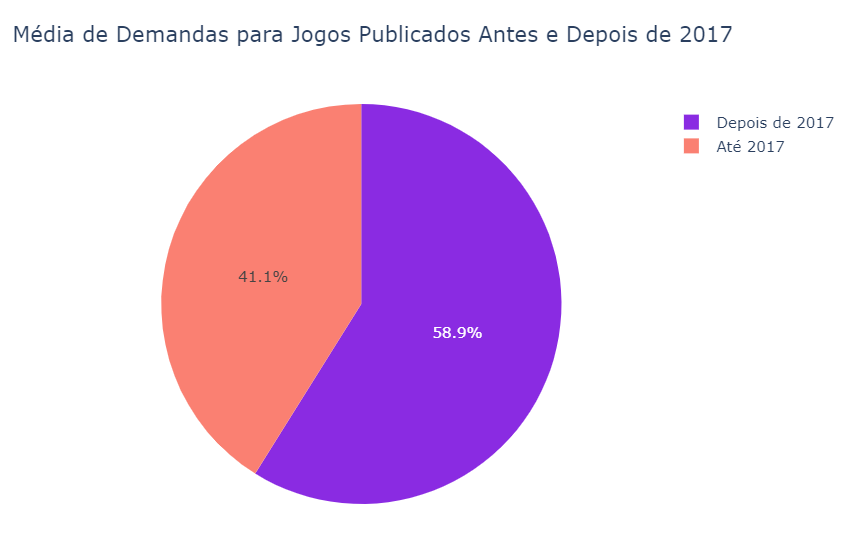 Média de Demandas para Jogos Publicados Antes e Depois de 2017
Depois de 2017
Até 2017
41.1%
58.9%